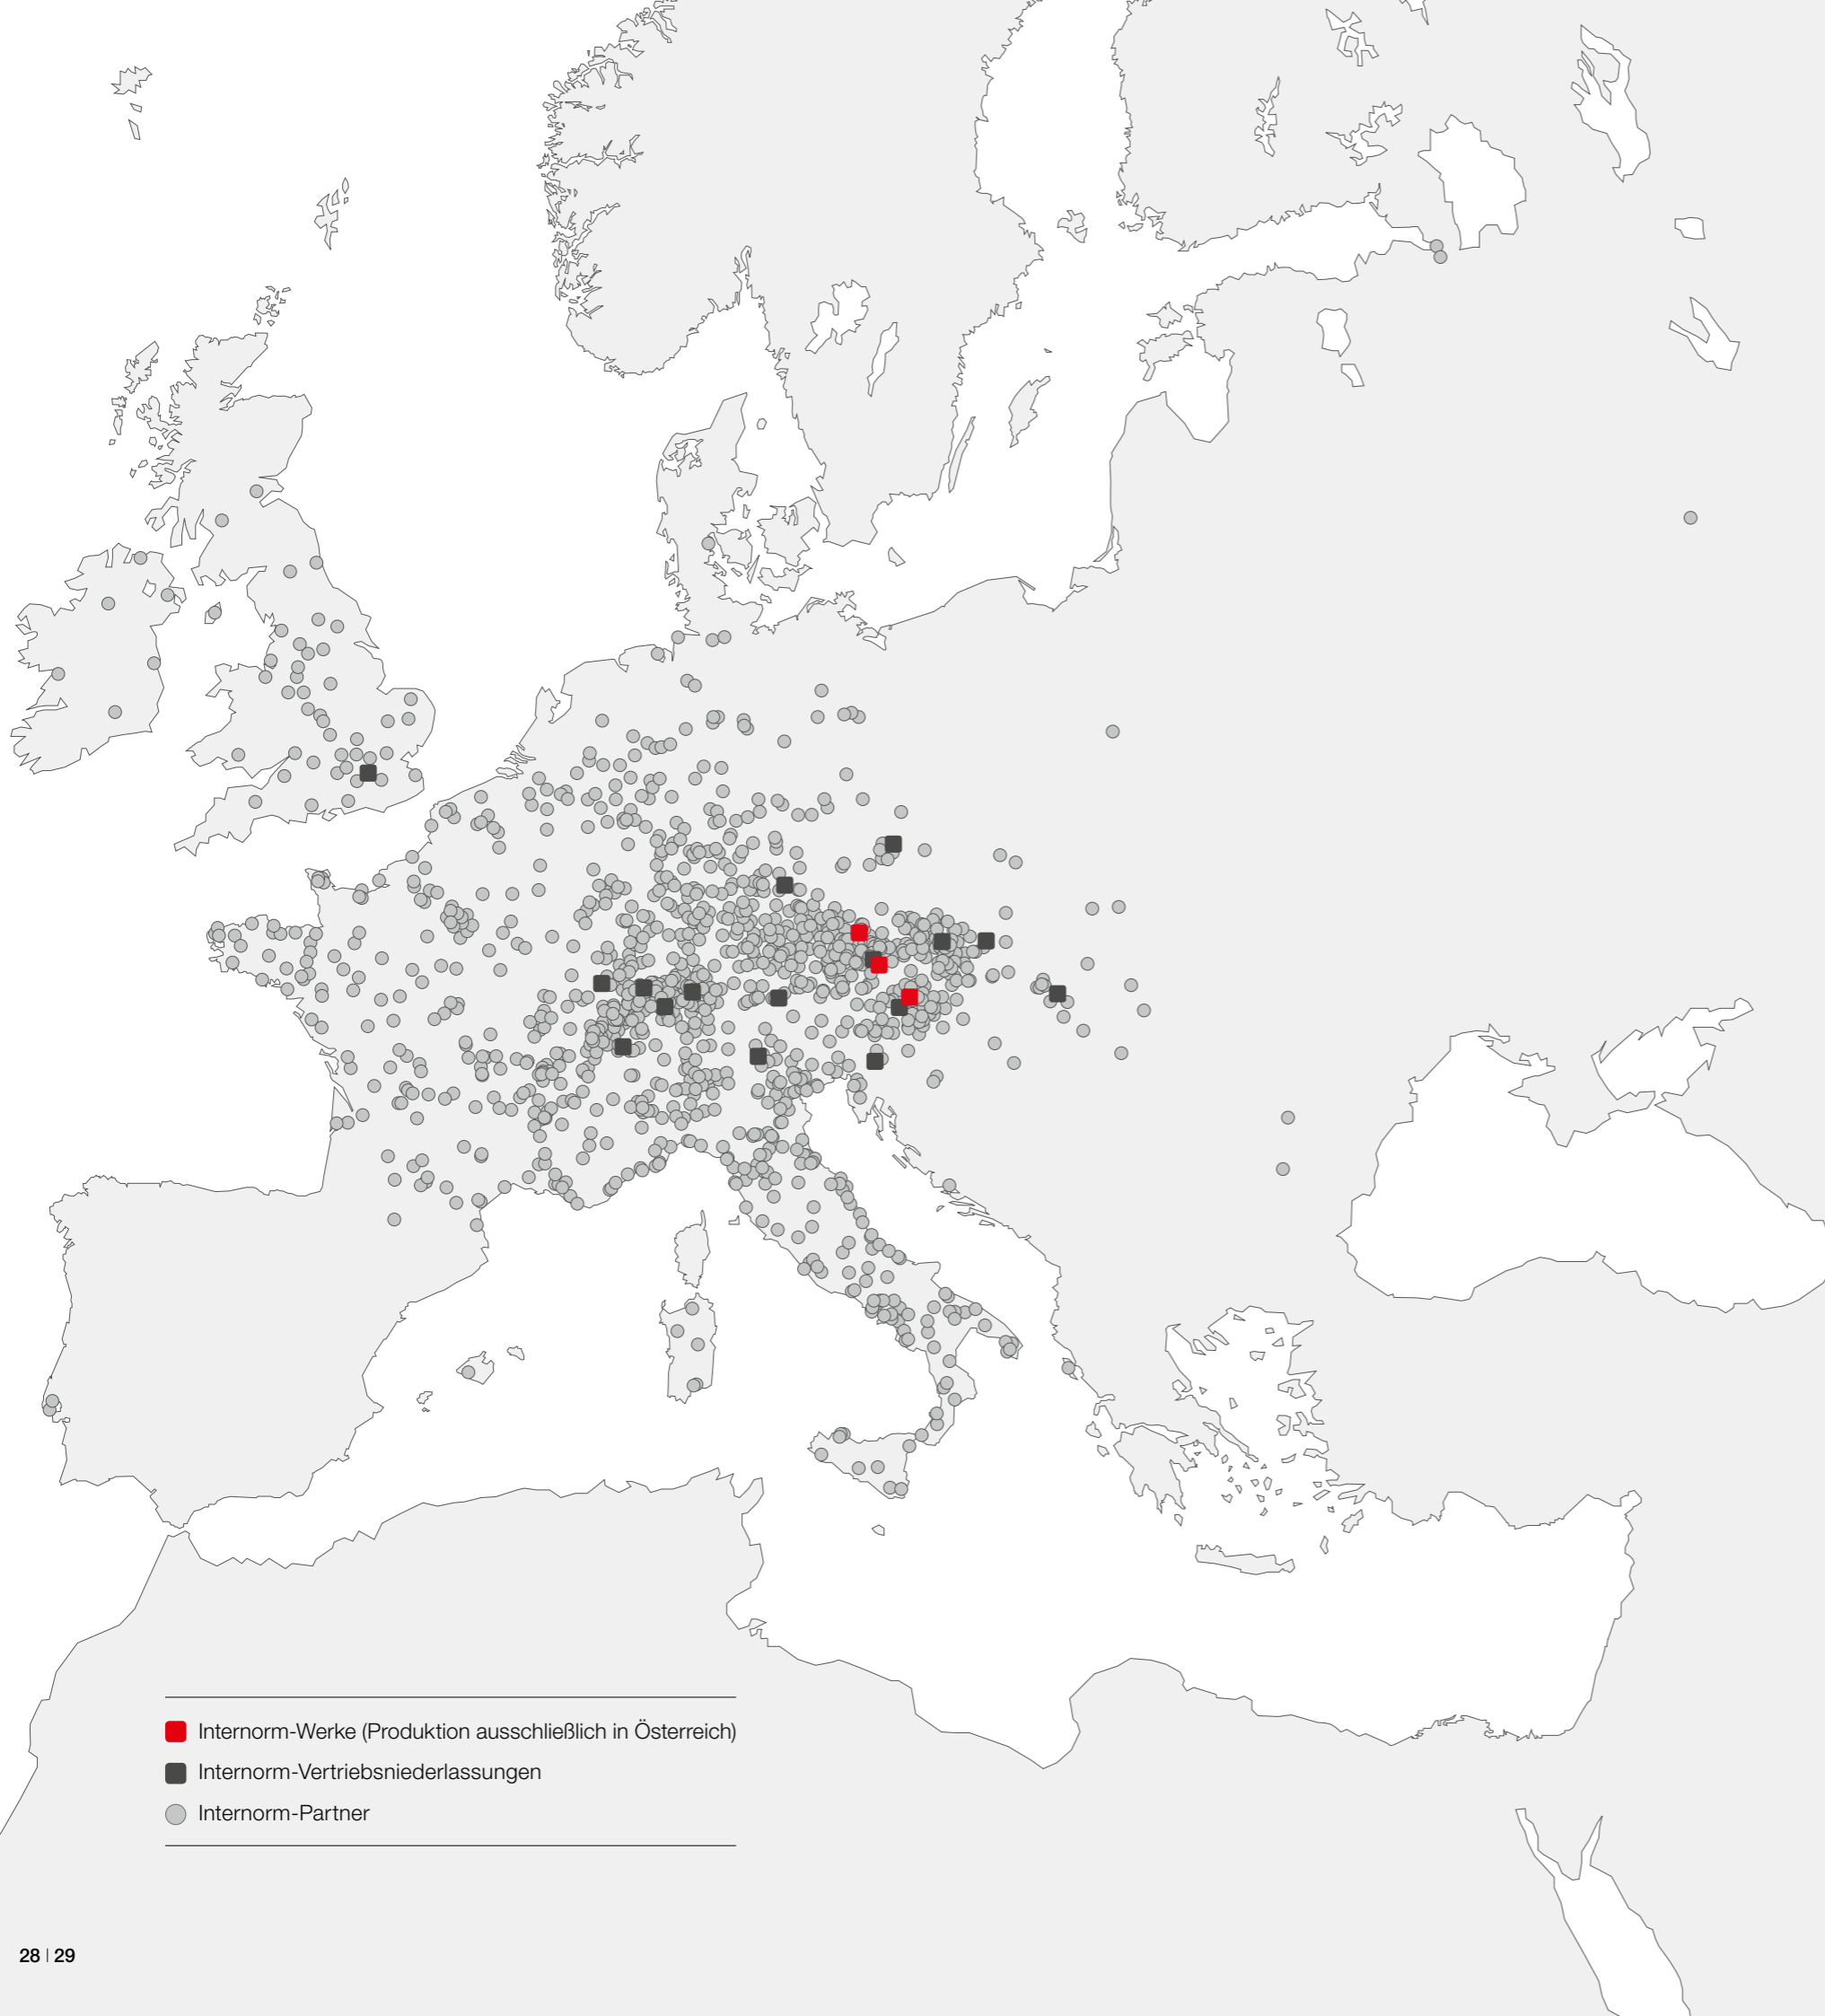 Internorm-Werke (Produktion ausschließlich in Österreich)
Internorm-Vertriebsniederlassungen
Internorm-Partner
28 | 29